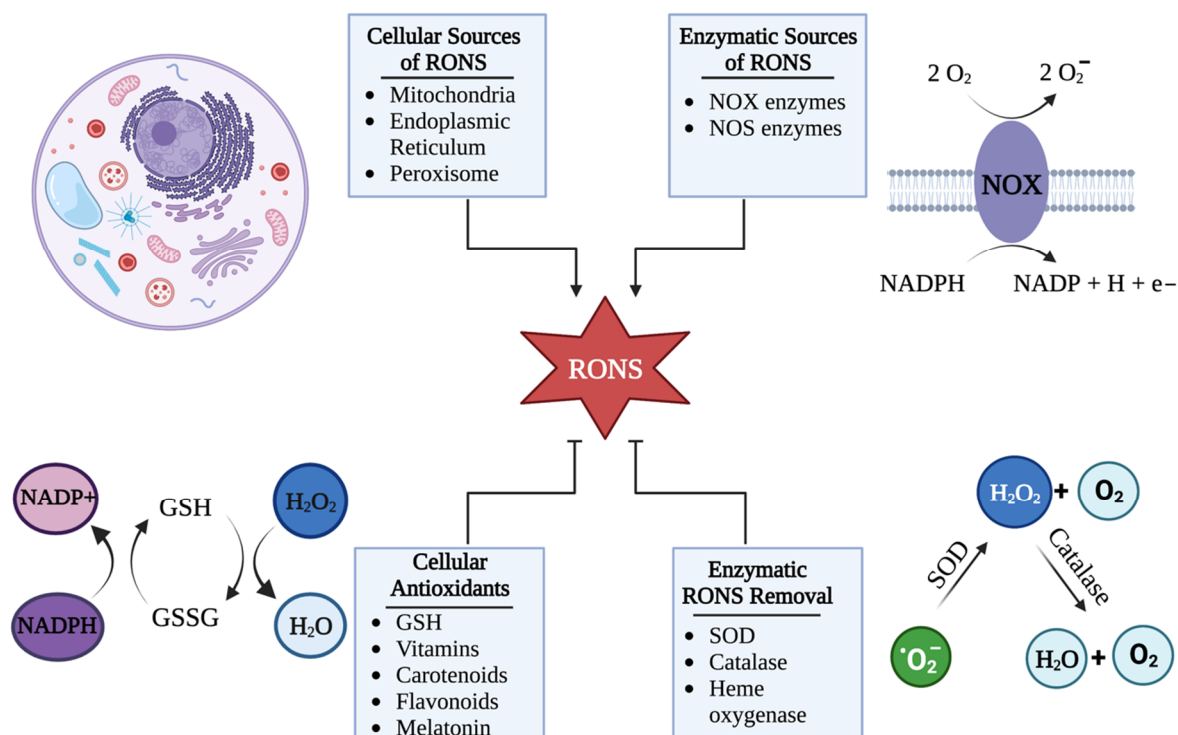 Cellular Sources
of RONS
• Mitochondria
• Endoplasmic
Reticulum
• Peroxisome
Enzymatic Sources
of RONS
• NOX enzymes
• NOS enzymes
2 O₂
2 O₂⁻
NOX
NADPH
NADP + H + e−
RONS
NADP+
GSH
H₂O₂
NADPH
GSSG
H₂O
Cellular
Antioxidants
• GSH
• Vitamins
• Carotenoids
• Flavonoids
• Melatonin
Enzymatic
RONS Removal
• SOD
• Catalase
• Heme
oxygenase
H₂O₂ + O₂
SOD
Catalase
•O₂⁻
H₂O + O₂